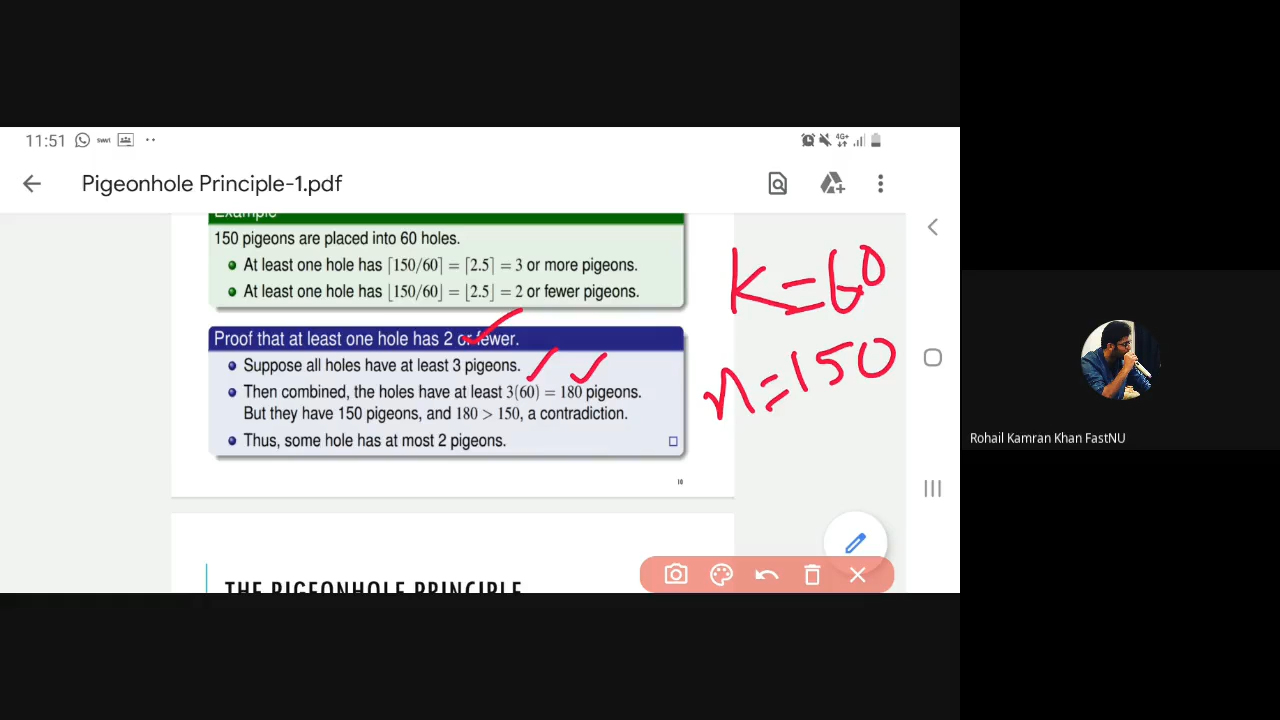 11:51
4G+
Pigeonhole Principle-1.pdf
Example
150 pigeons are placed into 60 holes.
At least one hole has ⌈150/60⌉ = ⌈2.5⌉ = 3 or more pigeons.
At least one hole has ⌊150/60⌋ = ⌊2.5⌋ = 2 or fewer pigeons.
Proof that at least one hole has 2 or fewer.
Suppose all holes have at least 3 pigeons.
Then combined, the holes have at least 3(60) = 180 pigeons.
But they have 150 pigeons, and 180 > 150, a contradiction.
Thus, some hole has at most 2 pigeons.
K=60
n=150
THE PIGEONHOLE PRINCIPLE
Rohail Kamran Khan FastNU